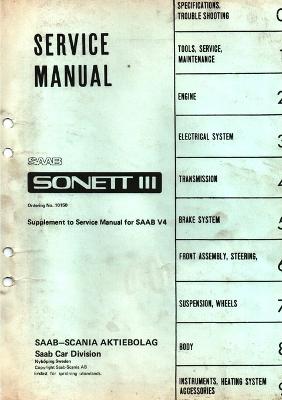 SERVICE
MANUAL
SAAB
SONETT III
Ordering No. 10150
Supplement to Service Manual for SAAB V4
SAAB–SCANIA AKTIEBOLAG
Saab Car Division
Nyköping Sweden
Copyright Saab-Scania AB
SPECIFICATIONS,
TROUBLE SHOOTING
0
TOOLS, SERVICE,
MAINTENANCE
1
ENGINE
2
ELECTRICAL SYSTEM
3
TRANSMISSION
4
BRAKE SYSTEM
5
FRONT ASSEMBLY, STEERING,
6
SUSPENSION, WHEELS
7
BODY
8
INSTRUMENTS, HEATING SYSTEM
ACCESSORIES
9